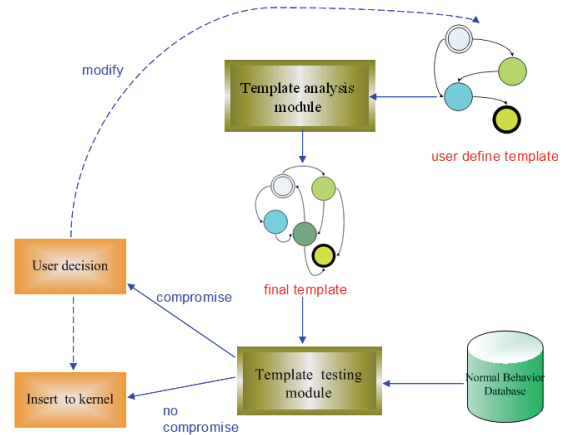 modify
Template analysis
module
user define template
User decision
final template
compromise
Template testing
module
Normal Behavior
Database
Insert to kernel
no
compromise